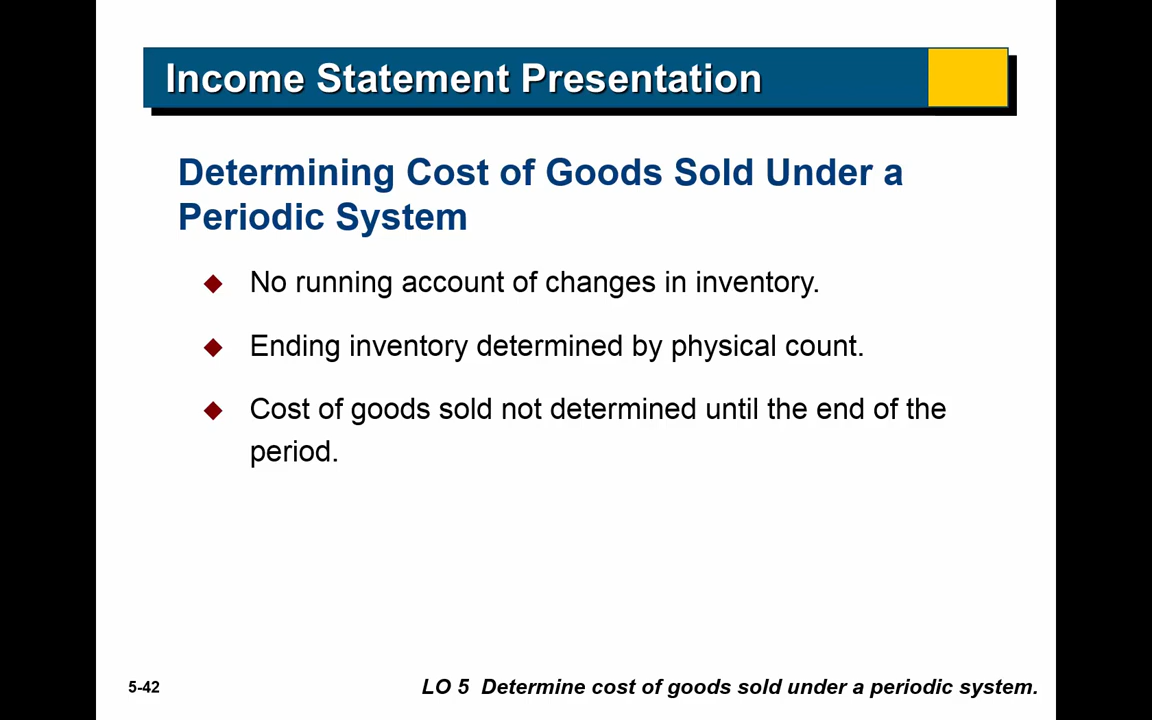 Income Statement Presentation
Determining Cost of Goods Sold Under a
Periodic System
No running account of changes in inventory.
Ending inventory determined by physical count.
Cost of goods sold not determined until the end of the
period.
5-42
LO 5 Determine cost of goods sold under a periodic system.